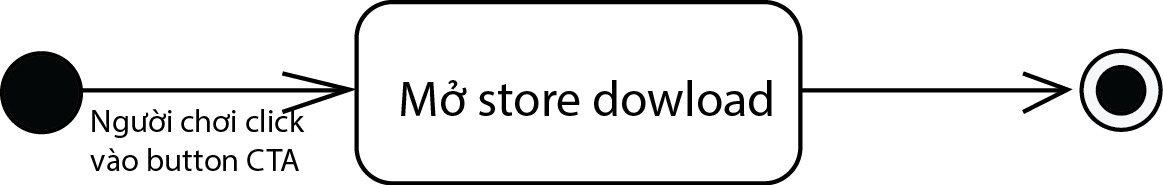 Mở store dowload
Người chơi click
vào button CTA